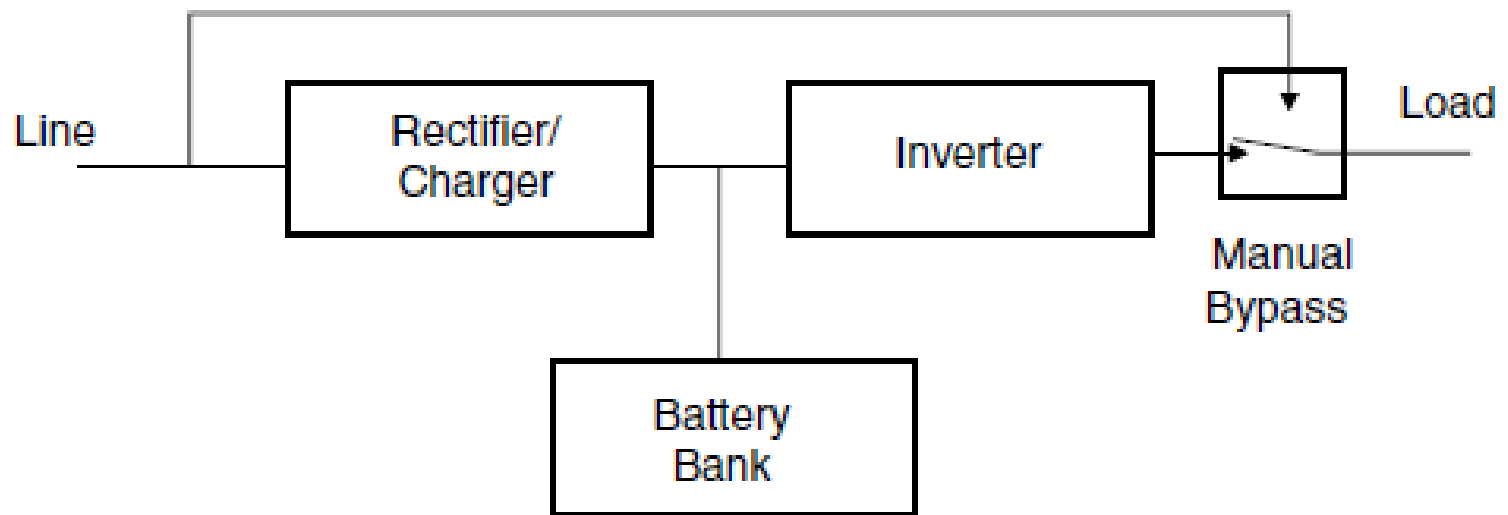 Line
Rectifier/
Charger
Inverter
Load
Manual
Bypass
Battery
Bank